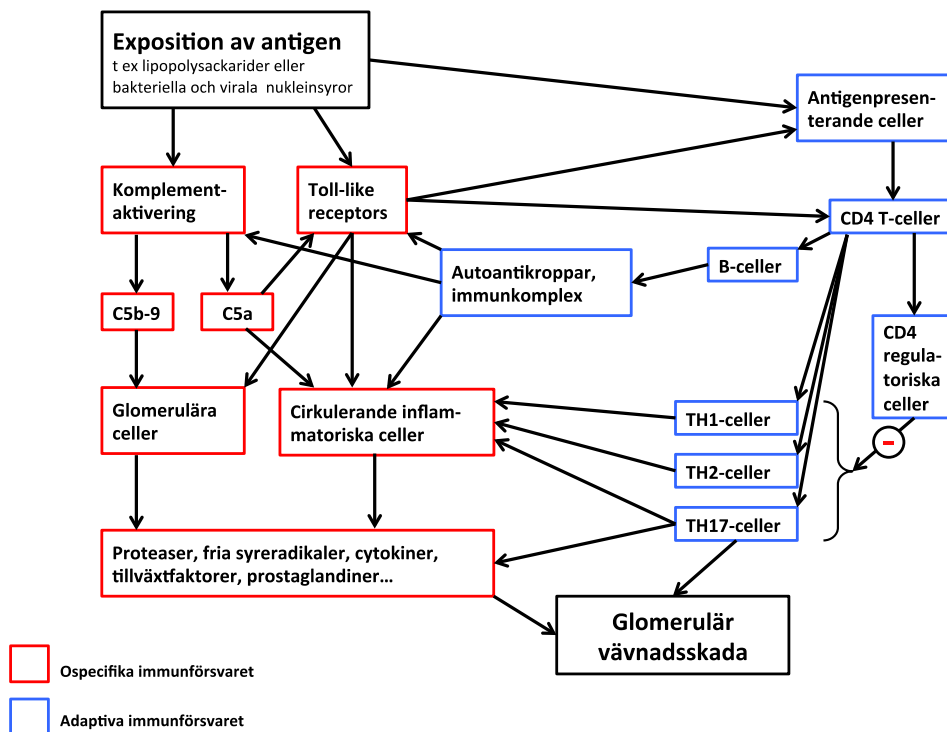 Exposition av antigen
t ex lipopolysackarider eller
bakteriella och virala nukleinsyror
Antigenpresen-
terande celler
Komplement-
aktivering
Toll-like
receptors
CD4 T-celler
Autoantikroppar,
immunkomplex
B-celler
C5b-9
C5a
CD4
regula-
toriska
celler
Glomerulära
celler
Cirkulerande inflam-
matoriska celler
TH1-celler
–
TH2-celler
TH17-celler
Proteaser, fria syreradikaler, cytokiner,
tillväxtfaktorer, prostaglandiner...
Glomerulär
vävnadsskada
Ospecifika immunförsvaret
Adaptiva immunförsvaret